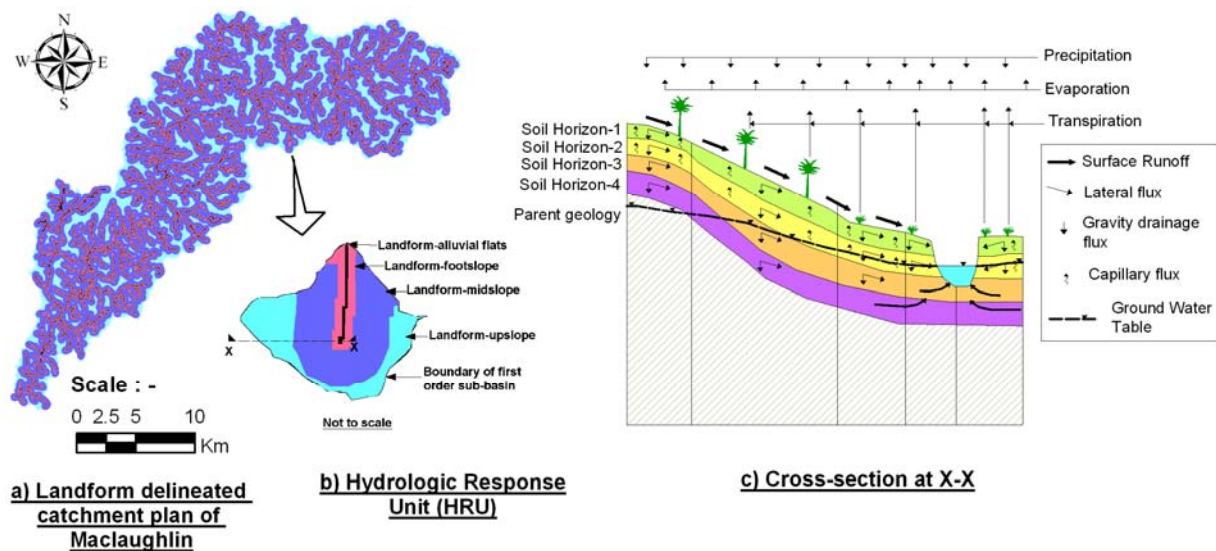 N
W
E
S
Scale : -
0 2.5 5 10
Km
a) Landform delineated
catchment plan of
Maclaughlin
Landform-alluvial flats
Landform-footslope
Landform-midslope
Landform-upslope
Boundary of first
order sub-basin
X
X
Not to scale
b) Hydrologic Response
Unit (HRU)
Precipitation
Evaporation
Transpiration
Soil Horizon-1
Soil Horizon-2
Soil Horizon-3
Soil Horizon-4
Parent geology
Surface Runoff
Lateral flux
Gravity drainage
flux
Capillary flux
Ground Water
Table
c) Cross-section at X-X